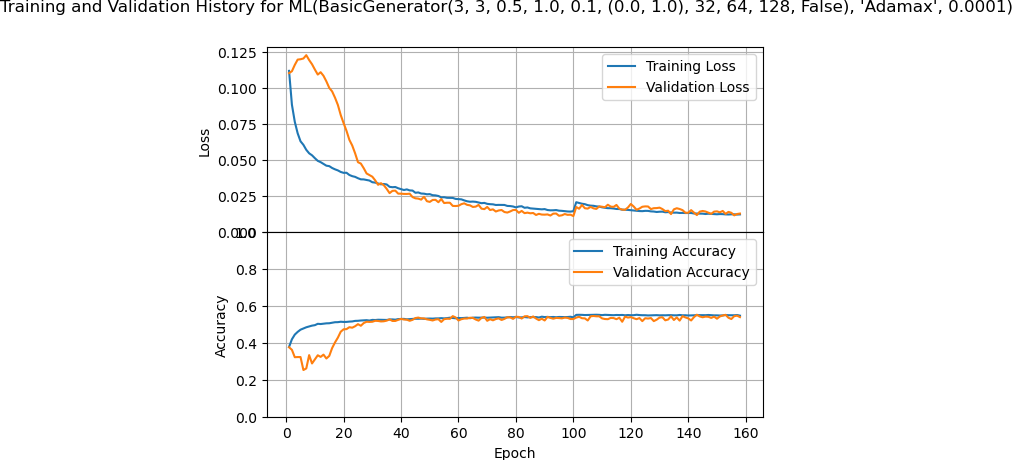 Training and Validation History for ML(BasicGenerator(3, 3, 0.5, 1.0, 0.1, (0.0, 1.0), 32, 64, 128, False), 'Adamax', 0.0001)
0.125
0.100
0.075
0.050
0.025
0.000
Loss
Training Loss
Validation Loss
1.0
0.8
0.6
0.4
0.2
0.0
Accuracy
Training Accuracy
Validation Accuracy
0 20 40 60 80 100 120 140 160
Epoch